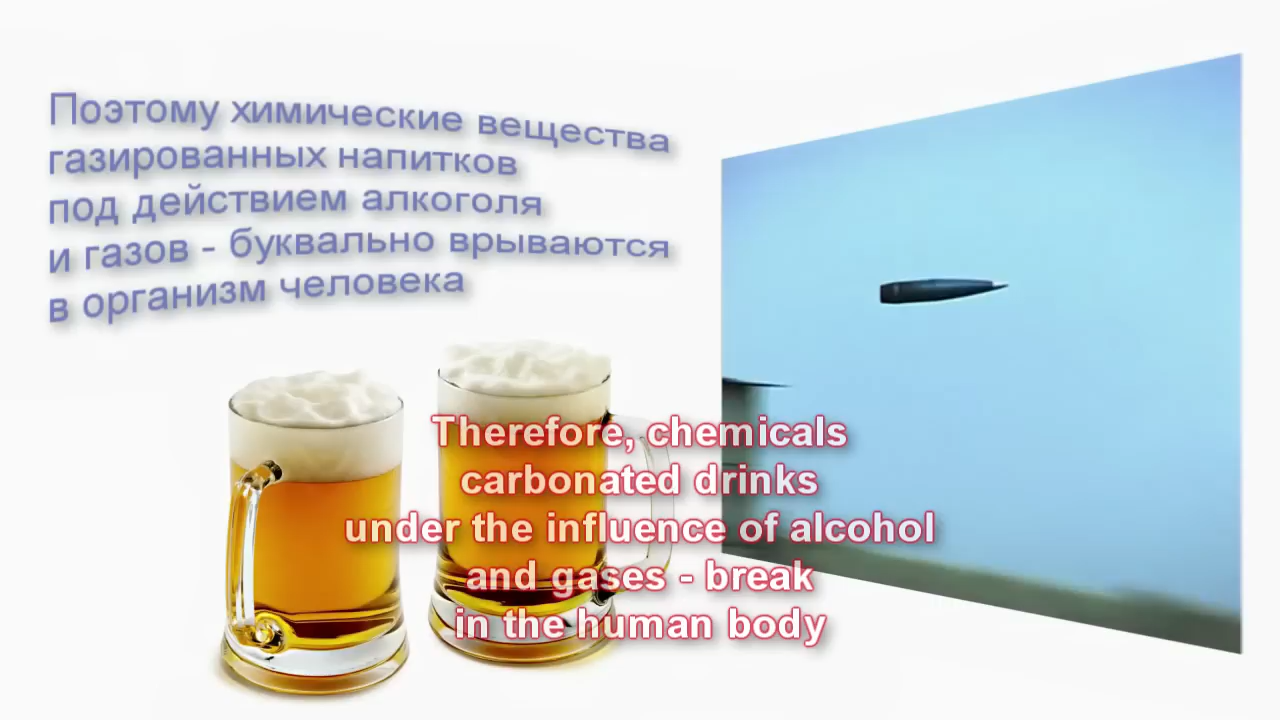 Поэтому химические вещества
газированных напитков
под действием алкоголя
и газов - буквально врываются
в организм человека
Therefore, chemicals
carbonated drinks
under the influence of alcohol
and gases - break
in the human body